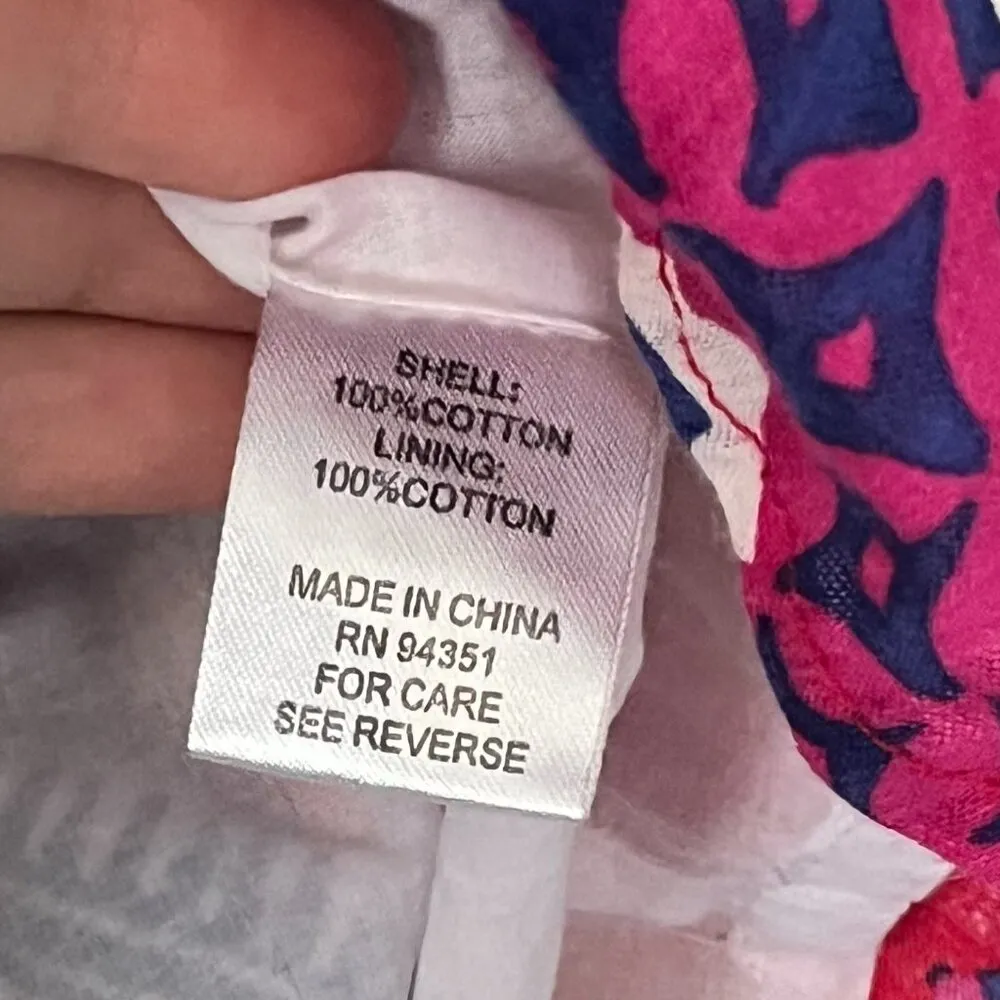 SHELL:
100%COTTON
LINING:
100%COTTON
MADE IN CHINA
RN 94351
FOR CARE
SEE REVERSE